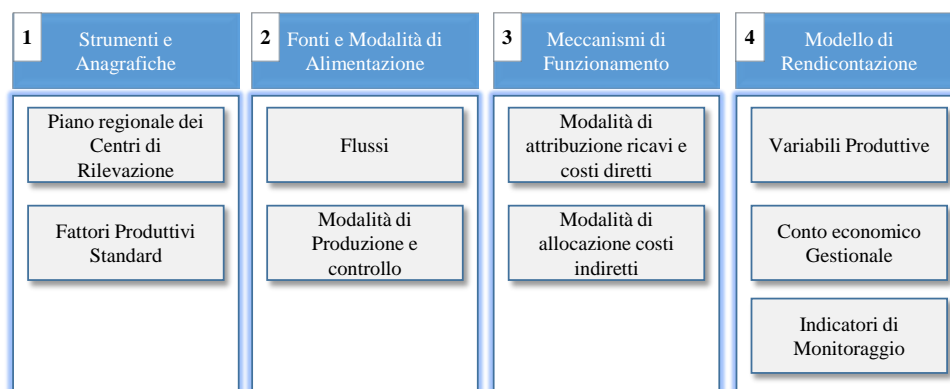 1
Strumenti e
Anagrafiche
Piano regionale dei
Centri di
Rilevazione
Fattori Produttivi
Standard
2
Fonti e Modalità di
Alimentazione
Flussi
Modalità di
Produzione e
controllo
3
Meccanismi di
Funzionamento
Modalità di
attribuzione ricavi e
costi diretti
Modalità di
allocazione costi
indiretti
4
Modello di
Rendicontazione
Variabili Produttive
Conto economico
Gestionale
Indicatori di
Monitoraggio